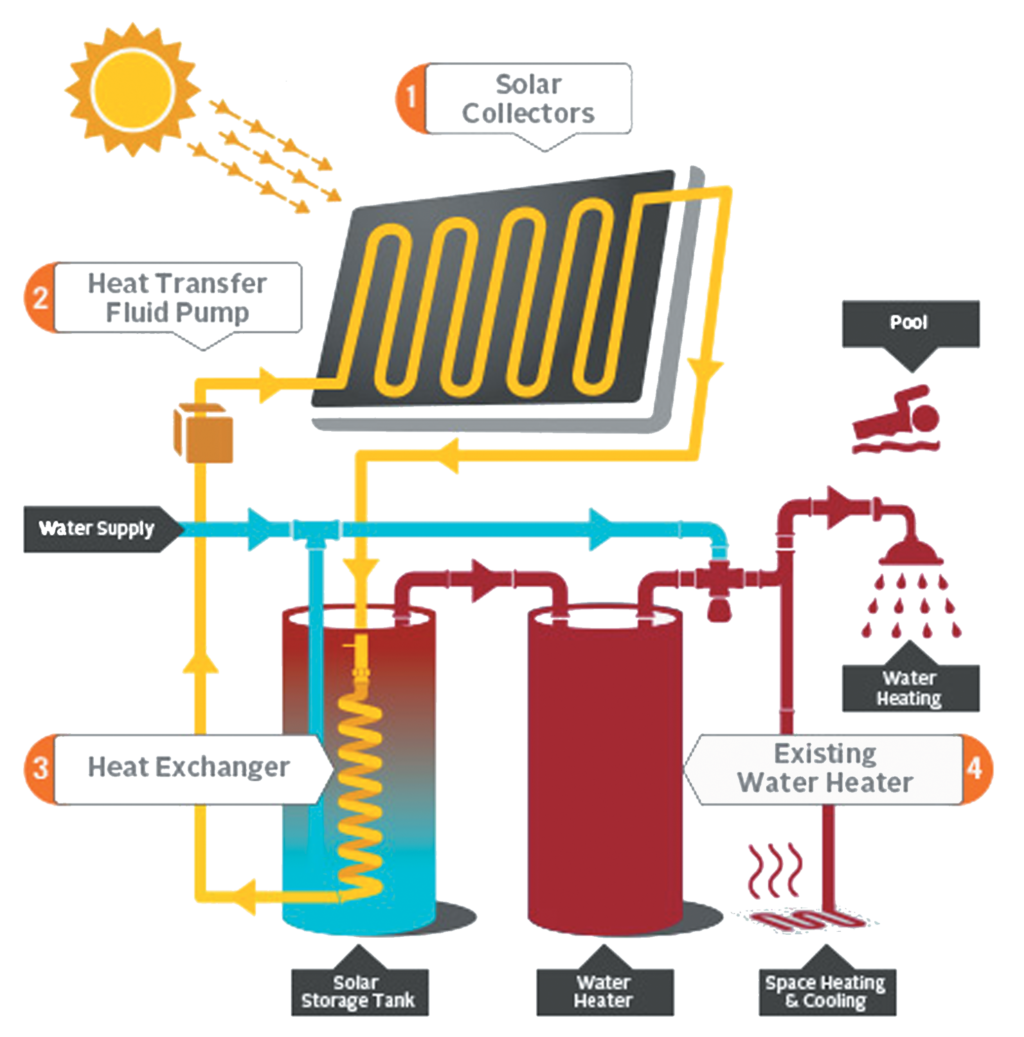 1
Solar
Collectors
2
Heat Transfer
Fluid Pump
Pool
Water Supply
Water
Heating
3
Heat Exchanger
Existing
Water Heater
4
Solar
Storage Tank
Water
Heater
Space Heating
& Cooling